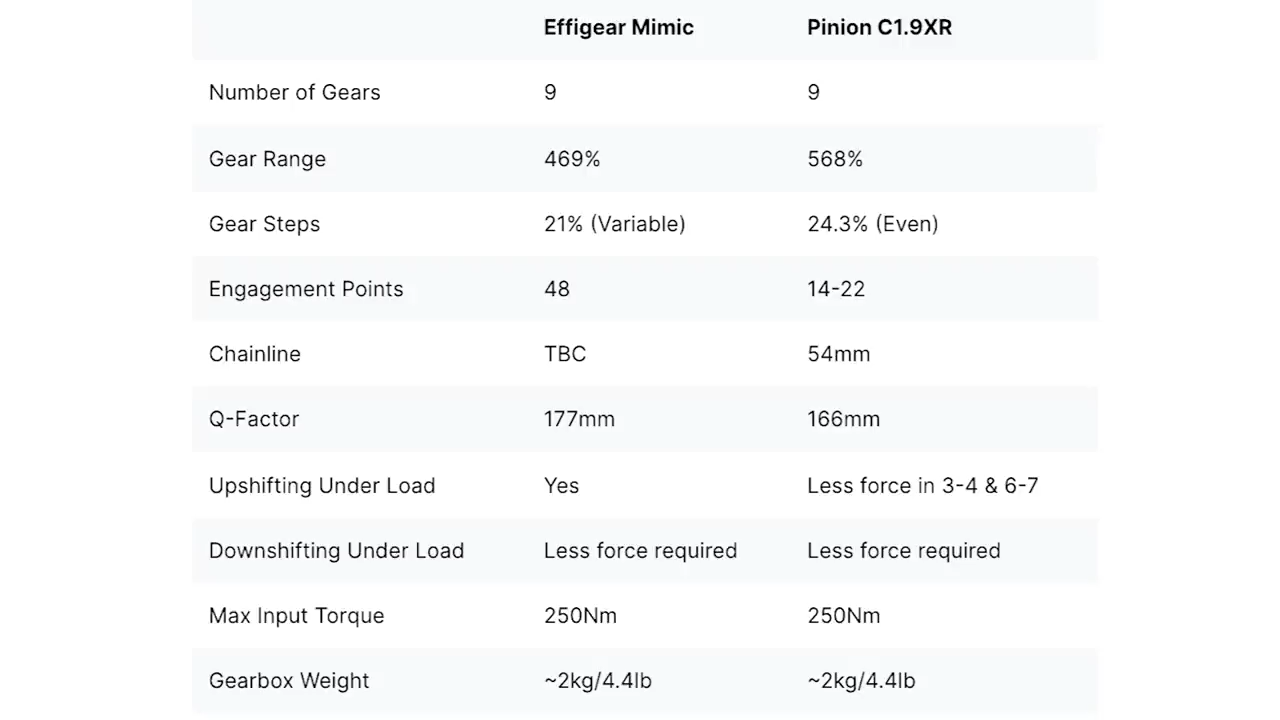 Effigear Mimic Pinion C1.9XR
Number of Gears 9 9
Gear Range 469% 568%
Gear Steps 21% (Variable) 24.3% (Even)
Engagement Points 48 14-22
Chainline TBC 54mm
Q-Factor 177mm 166mm
Upshifting Under Load Yes Less force in 3-4 & 6-7
Downshifting Under Load Less force required Less force required
Max Input Torque 250Nm 250Nm
Gearbox Weight ~2kg/4.4lb ~2kg/4.4lb